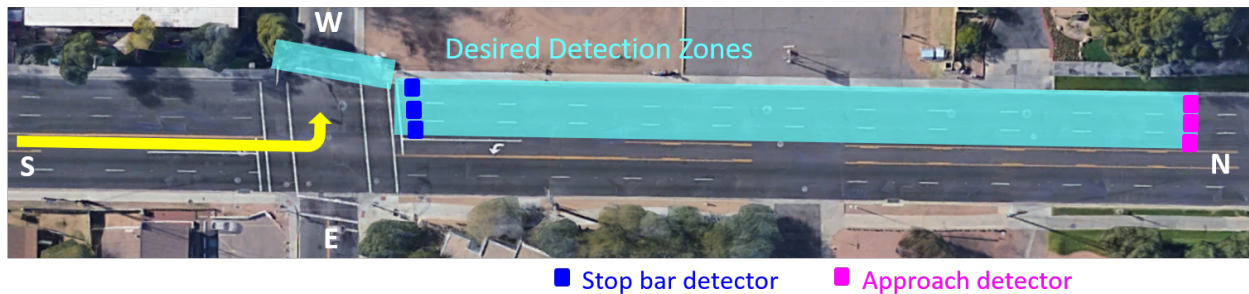 W
Desired Detection Zones
S
N
E
Stop bar detector
Approach detector